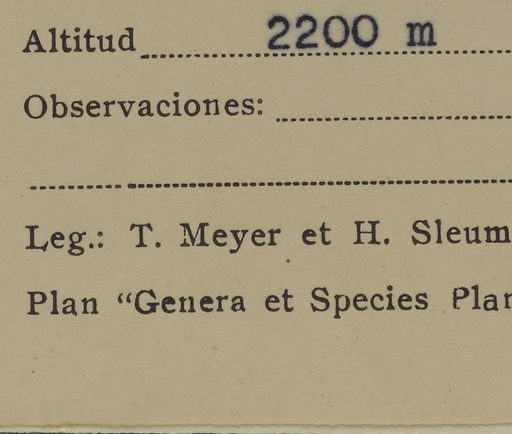 Altitud 2200 m
Observaciones:
Leg.: T. Meyer et H. Sleum
Plan “Genera et Species Plan